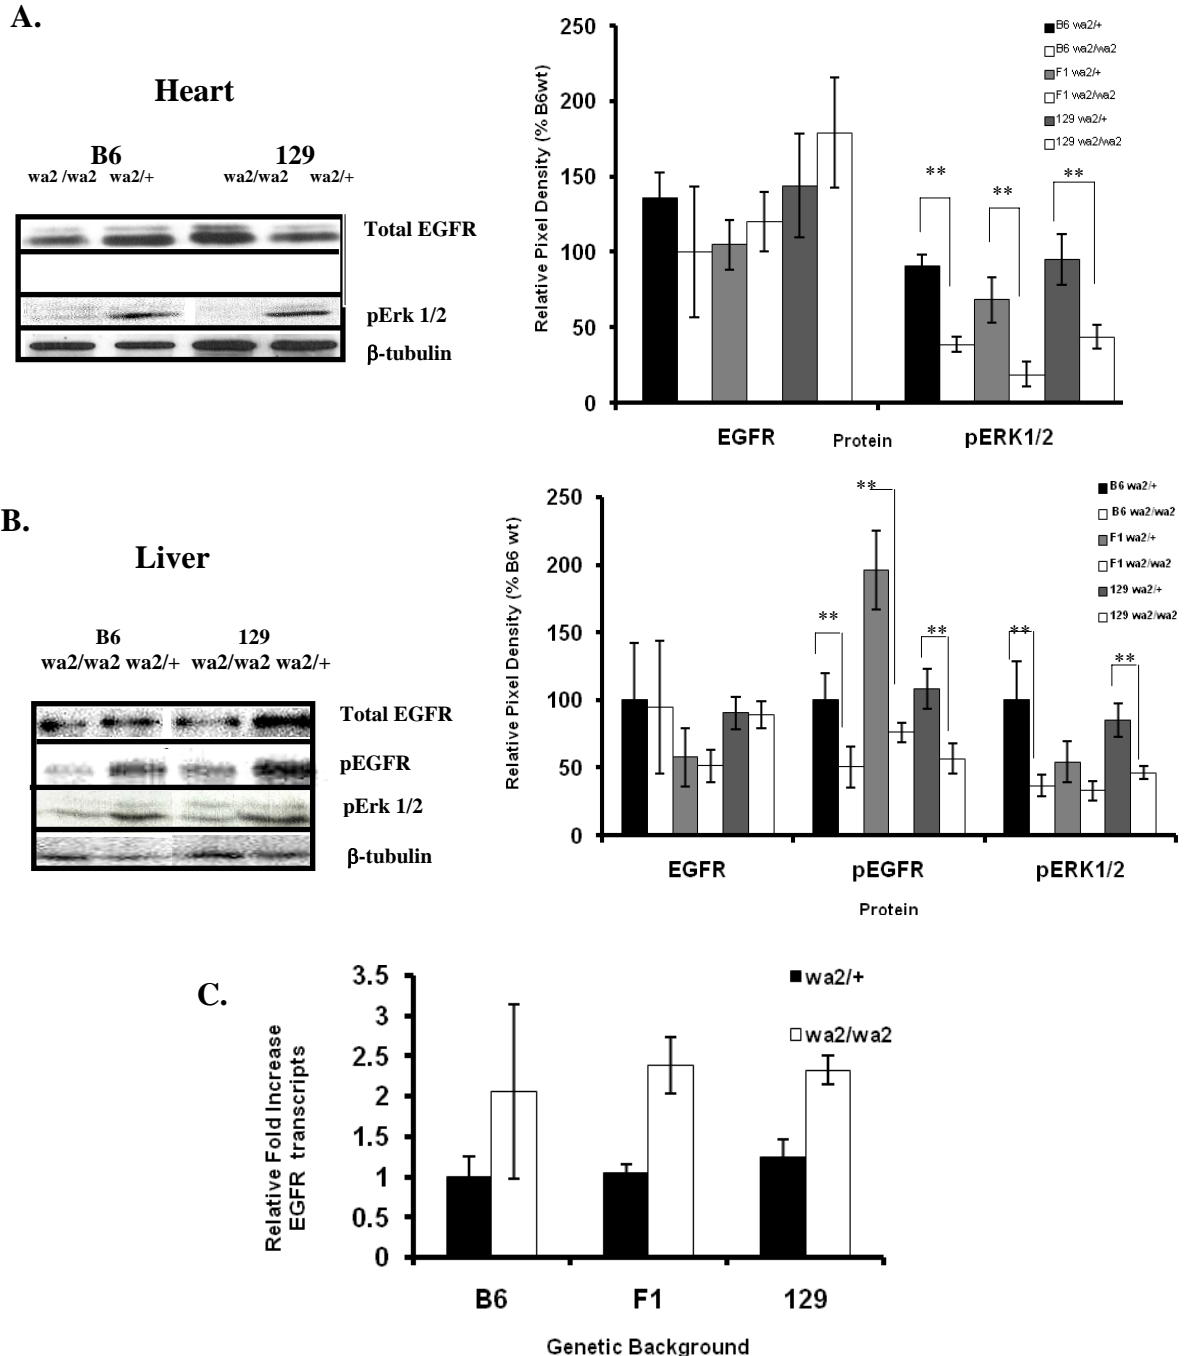 A.
Heart
B6 129
wa2 /wa2 wa2/+ wa2/wa2 wa2/+
Total EGFR
pErk 1/2
β-tubulin
Relative Pixel Density (% B6wt)
250
200
150
100
50
0
** ** **
EGFR Protein pERK1/2
B6 wa2/+
B6 wa2/wa2
F1 wa2/+
F1 wa2/wa2
129 wa2/+
129 wa2/wa2
B.
Liver
B6 129
wa2/wa2 wa2/+ wa2/wa2 wa2/+
Total EGFR
pEGFR
pErk 1/2
β-tubulin
Relative Pixel Density (% B6 wt)
250
200
150
100
50
0
** ** ** ** **
EGFR pEGFR pERK1/2
Protein
B6 wa2/+
B6 wa2/wa2
F1 wa2/+
F1 wa2/wa2
129 wa2/+
129 wa2/wa2
C.
Relative Fold Increase
EGFR transcripts
3.5
3
2.5
2
1.5
1
0.5
0
wa2/+
wa2/wa2
B6 F1 129
Genetic Background